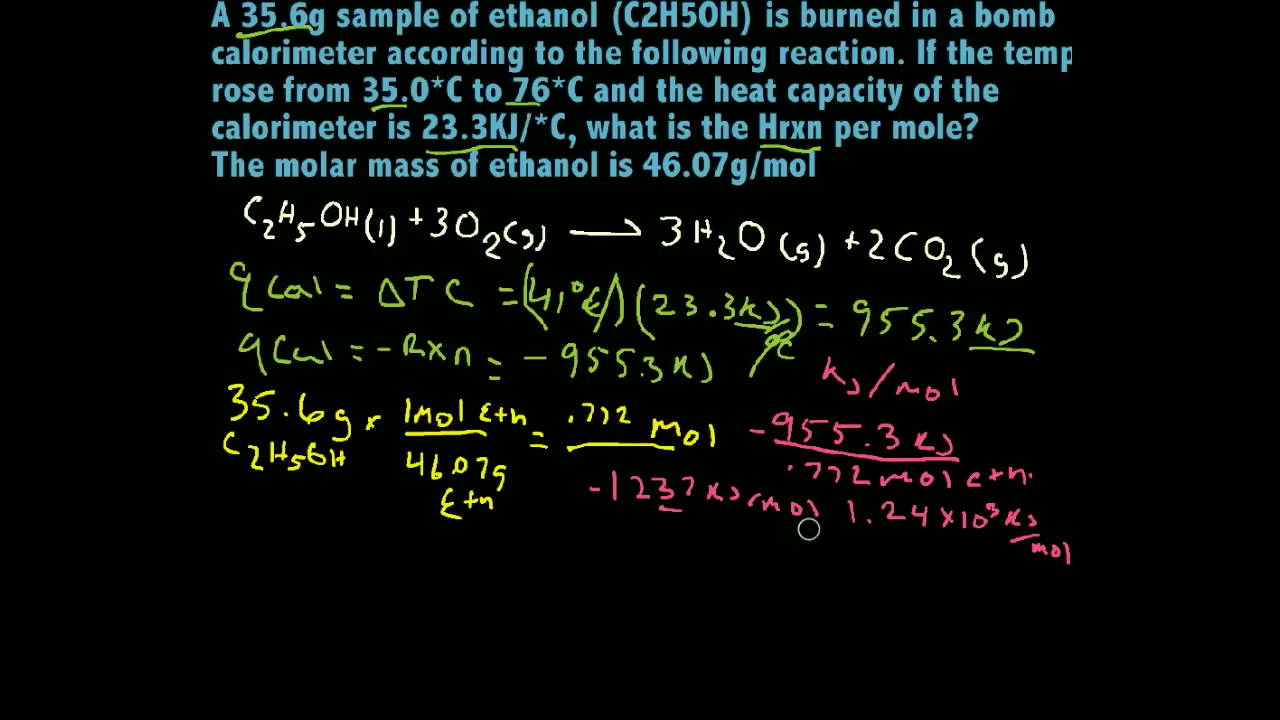 A 35.6g sample of ethanol (C2H5OH) is burned in a bomb
calorimeter according to the following reaction. If the temp
rose from 35.0*C to 76*C and the heat capacity of the
calorimeter is 23.3KJ/*C, what is the Hrxn per mole?
The molar mass of ethanol is 46.07g/mol
C₂H₅OH(l) + 3O₂(g) → 3H₂O(g) + 2CO₂(g)
qcal = ΔTC = (41°C)(23.3kJ/°C) = 955.3kJ
qcal = -Rxn = -955.3kJ
kJ/mol
35.6g C₂H₅OH × 1mol Etn / 46.07g Etn = .772 mol
-955.3kJ / .772mol etn.
-1237kJ/mol 1.24×10³ kJ/mol